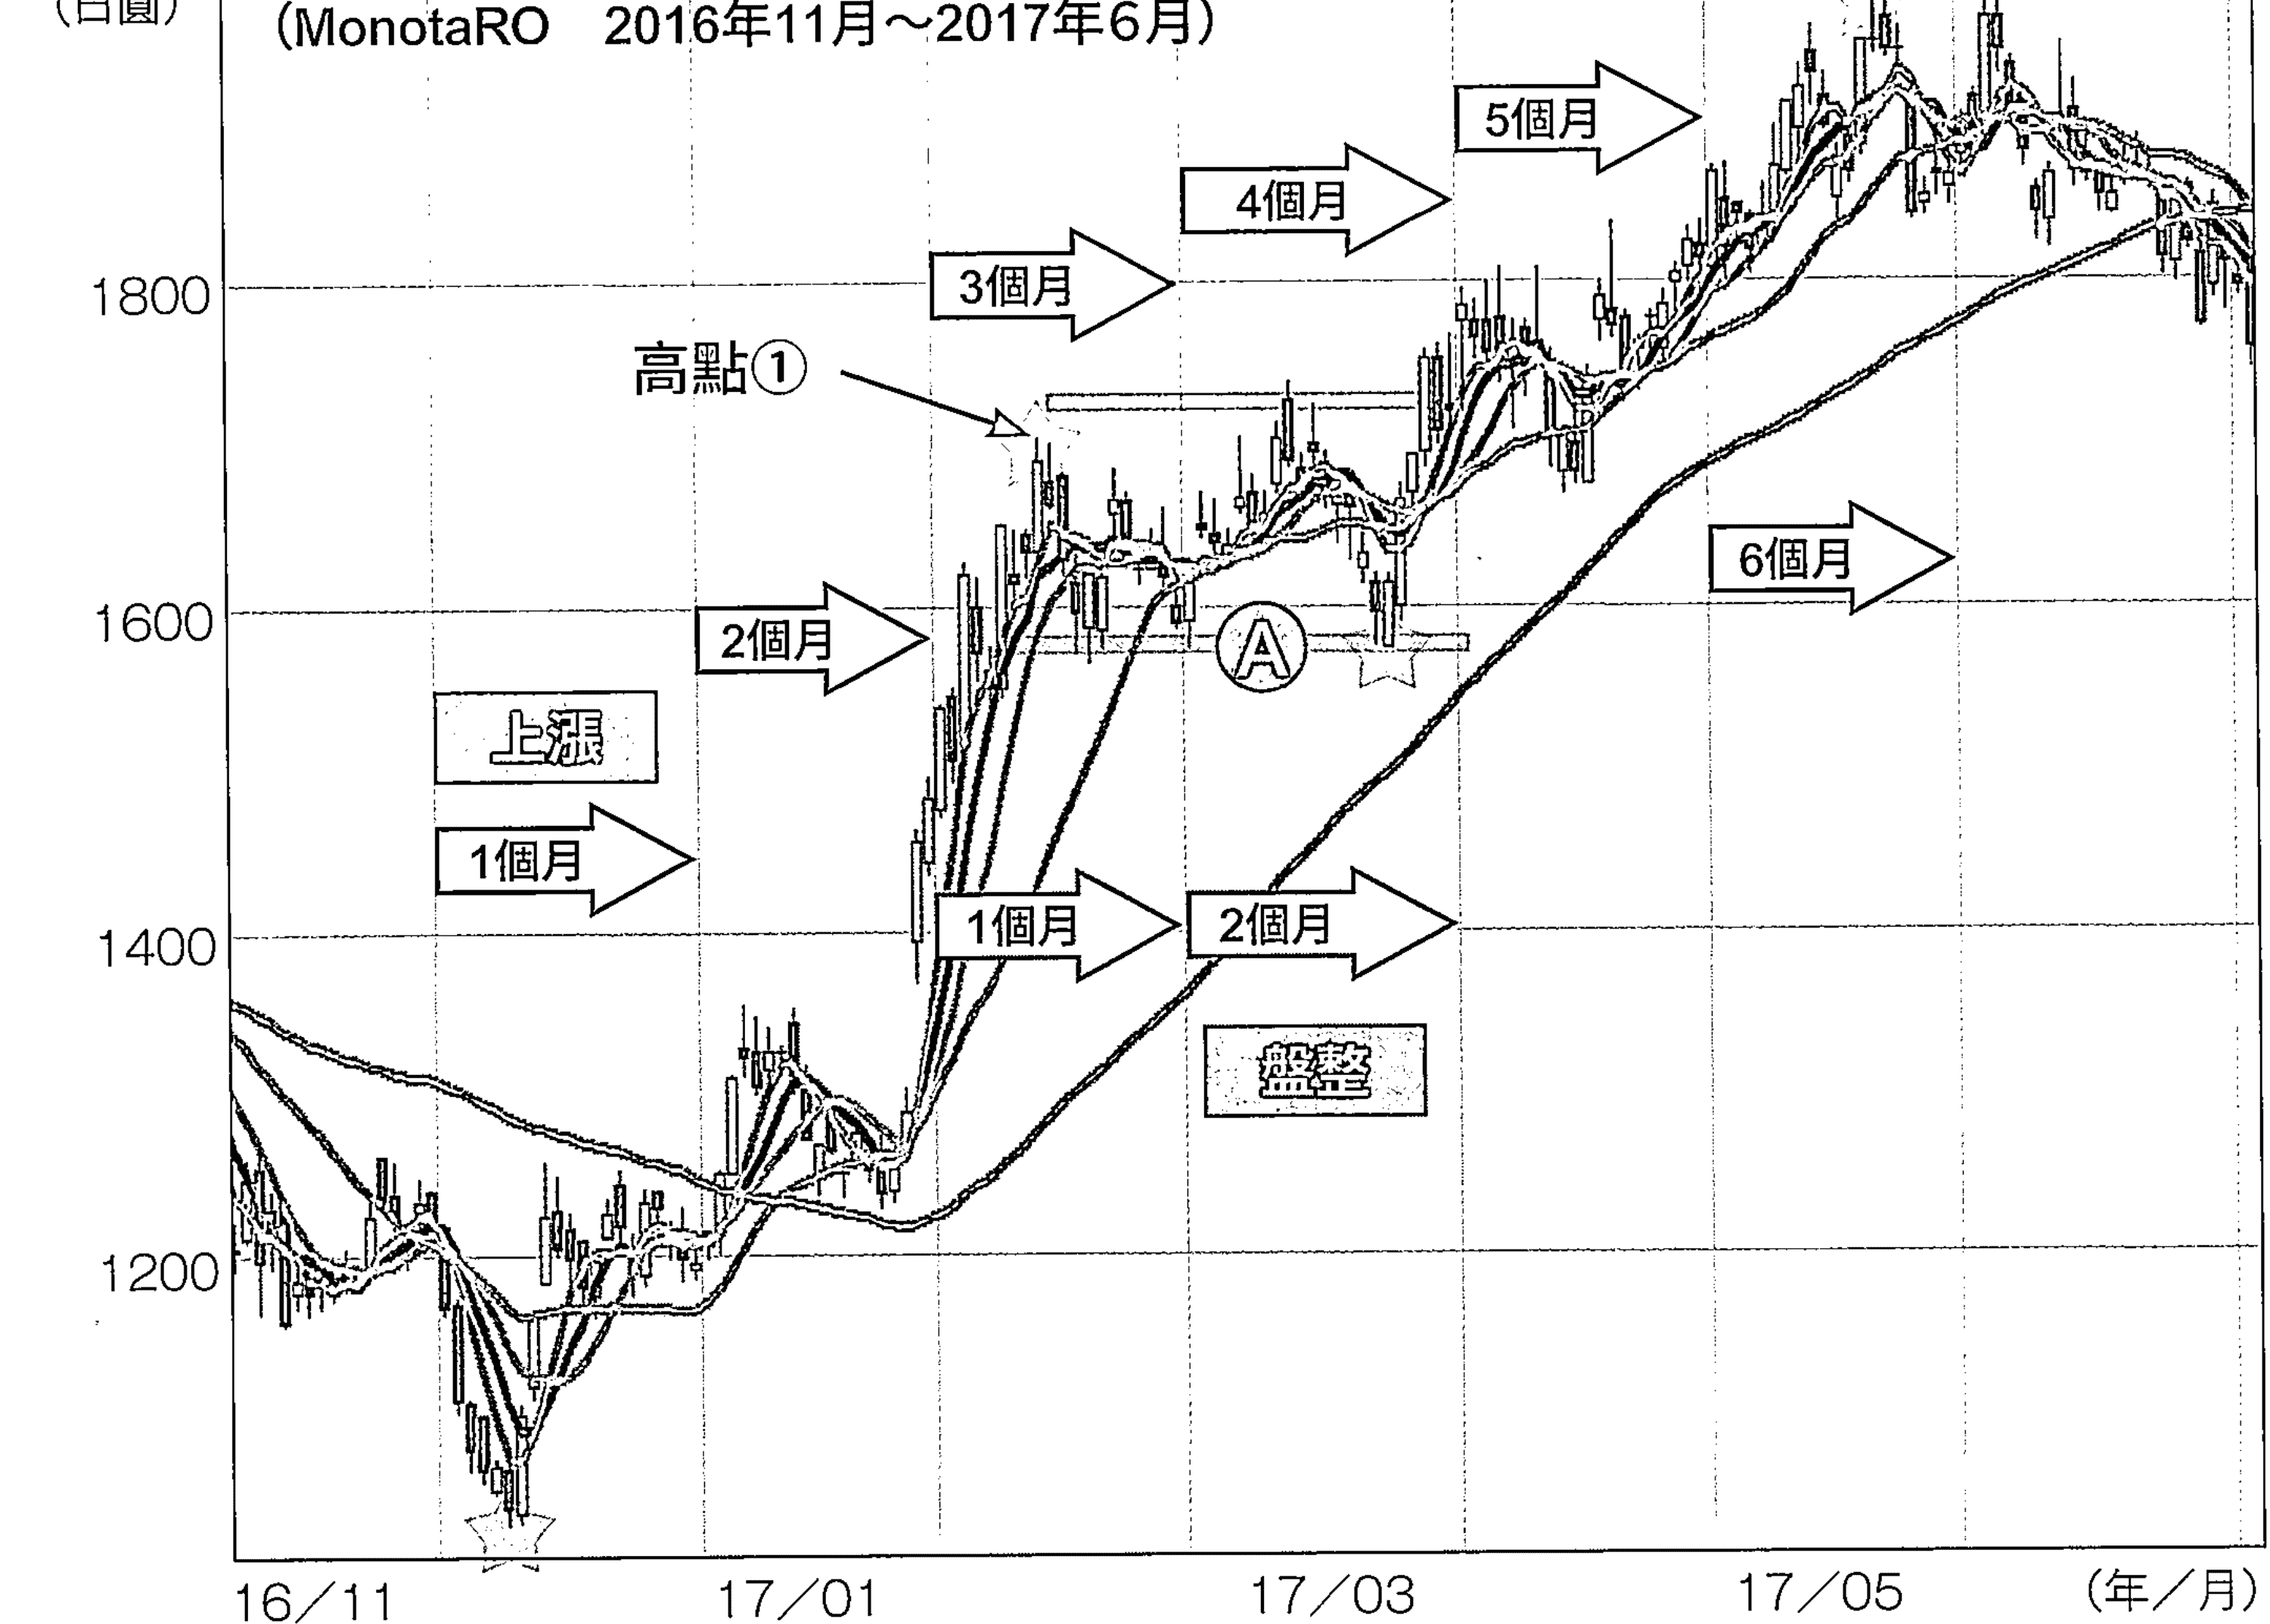 (日圓)
(MonotaRO 2016年11月～2017年6月)
5個月
4個月
3個月
1800
高點①
1600
2個月
6個月
A
上漲
1個月
1400
1個月
2個月
盤整
1200
16／11
17／01
17／03
17／05
(年／月)